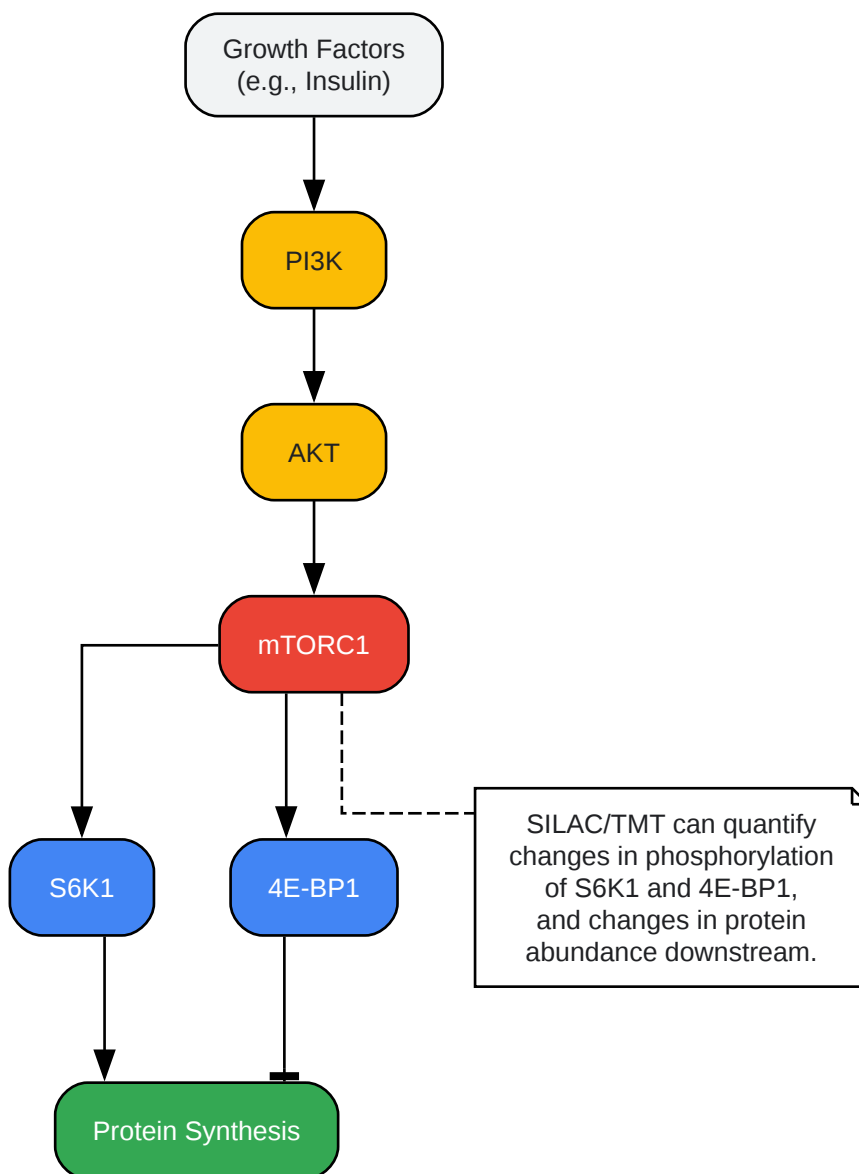 Growth Factors
(e.g., Insulin)
PI3K
AKT
mTORC1
S6K1
4E-BP1
SILAC/TMT can quantify
changes in phosphorylation
of S6K1 and 4E-BP1,
and changes in protein
abundance downstream.
Protein Synthesis